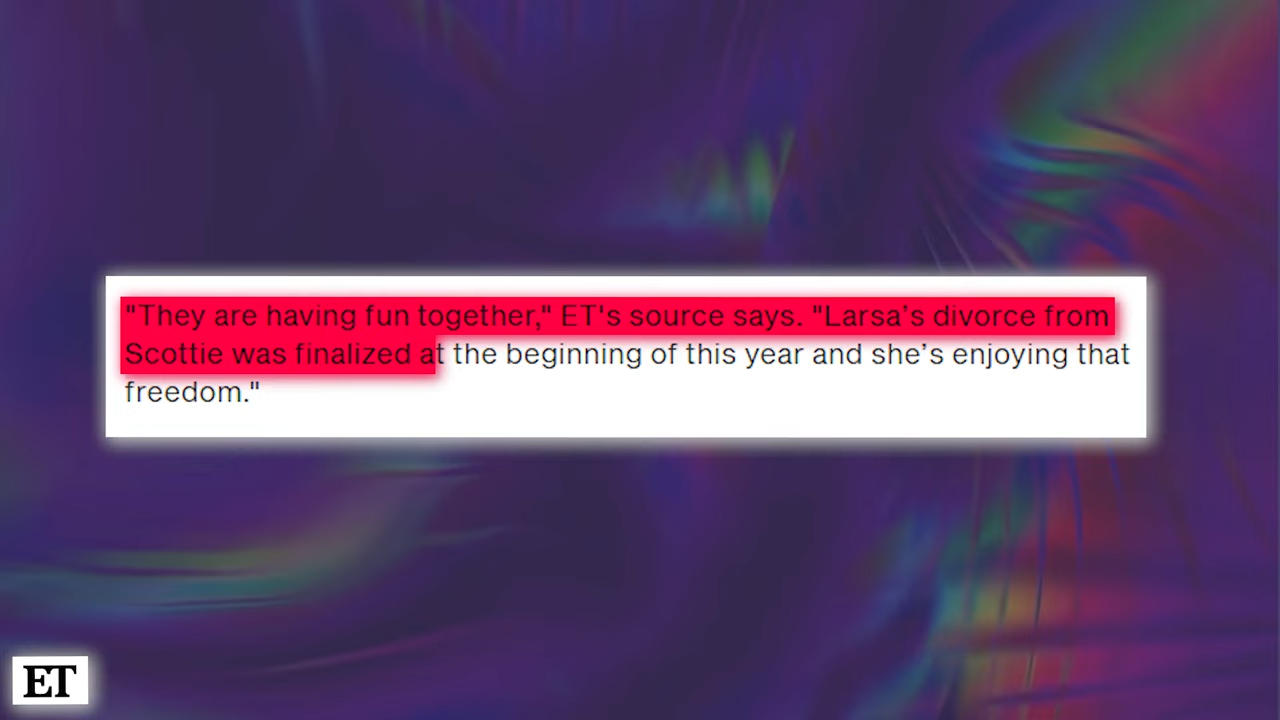 "They are having fun together," ET's source says. "Larsa’s divorce from
Scottie was finalized at the beginning of this year and she’s enjoying that
freedom."
ET